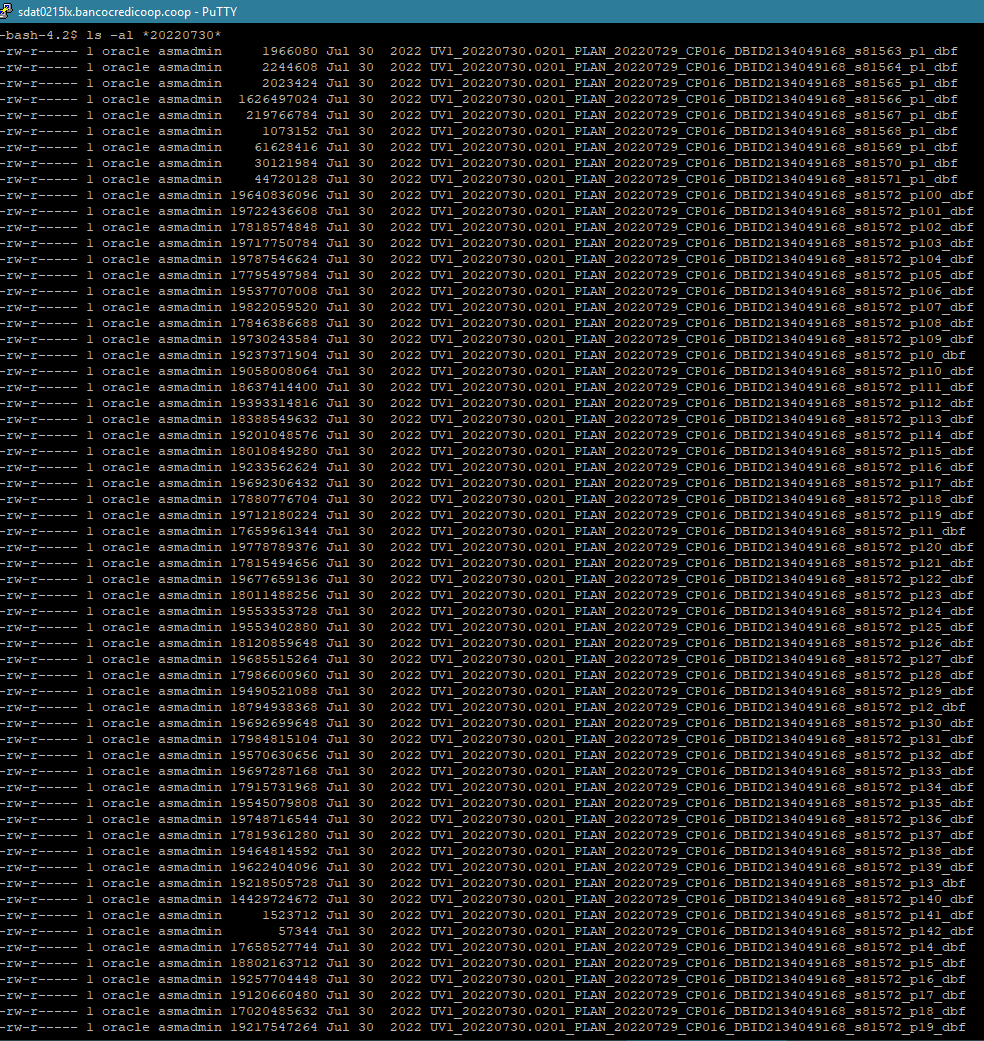 sdat0215lx.bancocredicoop.coop - PuTTY
-bash-4.2$ ls -al *20220730*
-rw-r----- 1 oracle asmadmin     1966080 Jul 30  2022 UV1_20220730.0201_PLAN_20220729_CP016_DBID2134049168_s81563_p1_dbf
-rw-r----- 1 oracle asmadmin     2244608 Jul 30  2022 UV1_20220730.0201_PLAN_20220729_CP016_DBID2134049168_s81564_p1_dbf
-rw-r----- 1 oracle asmadmin     2023424 Jul 30  2022 UV1_20220730.0201_PLAN_20220729_CP016_DBID2134049168_s81565_p1_dbf
-rw-r----- 1 oracle asmadmin  1626497024 Jul 30  2022 UV1_20220730.0201_PLAN_20220729_CP016_DBID2134049168_s81566_p1_dbf
-rw-r----- 1 oracle asmadmin   219766784 Jul 30  2022 UV1_20220730.0201_PLAN_20220729_CP016_DBID2134049168_s81567_p1_dbf
-rw-r----- 1 oracle asmadmin     1073152 Jul 30  2022 UV1_20220730.0201_PLAN_20220729_CP016_DBID2134049168_s81568_p1_dbf
-rw-r----- 1 oracle asmadmin    61628416 Jul 30  2022 UV1_20220730.0201_PLAN_20220729_CP016_DBID2134049168_s81569_p1_dbf
-rw-r----- 1 oracle asmadmin    30121984 Jul 30  2022 UV1_20220730.0201_PLAN_20220729_CP016_DBID2134049168_s81570_p1_dbf
-rw-r----- 1 oracle asmadmin    44720128 Jul 30  2022 UV1_20220730.0201_PLAN_20220729_CP016_DBID2134049168_s81571_p1_dbf
-rw-r----- 1 oracle asmadmin 19640836096 Jul 30  2022 UV1_20220730.0201_PLAN_20220729_CP016_DBID2134049168_s81572_p100_dbf
-rw-r----- 1 oracle asmadmin 19722436608 Jul 30  2022 UV1_20220730.0201_PLAN_20220729_CP016_DBID2134049168_s81572_p101_dbf
-rw-r----- 1 oracle asmadmin 17818574848 Jul 30  2022 UV1_20220730.0201_PLAN_20220729_CP016_DBID2134049168_s81572_p102_dbf
-rw-r----- 1 oracle asmadmin 19717750784 Jul 30  2022 UV1_20220730.0201_PLAN_20220729_CP016_DBID2134049168_s81572_p103_dbf
-rw-r----- 1 oracle asmadmin 19787546624 Jul 30  2022 UV1_20220730.0201_PLAN_20220729_CP016_DBID2134049168_s81572_p104_dbf
-rw-r----- 1 oracle asmadmin 17795497984 Jul 30  2022 UV1_20220730.0201_PLAN_20220729_CP016_DBID2134049168_s81572_p105_dbf
-rw-r----- 1 oracle asmadmin 19537707008 Jul 30  2022 UV1_20220730.0201_PLAN_20220729_CP016_DBID2134049168_s81572_p106_dbf
-rw-r----- 1 oracle asmadmin 19822059520 Jul 30  2022 UV1_20220730.0201_PLAN_20220729_CP016_DBID2134049168_s81572_p107_dbf
-rw-r----- 1 oracle asmadmin 17846386688 Jul 30  2022 UV1_20220730.0201_PLAN_20220729_CP016_DBID2134049168_s81572_p108_dbf
-rw-r----- 1 oracle asmadmin 19730243584 Jul 30  2022 UV1_20220730.0201_PLAN_20220729_CP016_DBID2134049168_s81572_p109_dbf
-rw-r----- 1 oracle asmadmin 19237371904 Jul 30  2022 UV1_20220730.0201_PLAN_20220729_CP016_DBID2134049168_s81572_p10_dbf
-rw-r----- 1 oracle asmadmin 19058008064 Jul 30  2022 UV1_20220730.0201_PLAN_20220729_CP016_DBID2134049168_s81572_p110_dbf
-rw-r----- 1 oracle asmadmin 18637414400 Jul 30  2022 UV1_20220730.0201_PLAN_20220729_CP016_DBID2134049168_s81572_p111_dbf
-rw-r----- 1 oracle asmadmin 19393314816 Jul 30  2022 UV1_20220730.0201_PLAN_20220729_CP016_DBID2134049168_s81572_p112_dbf
-rw-r----- 1 oracle asmadmin 18388549632 Jul 30  2022 UV1_20220730.0201_PLAN_20220729_CP016_DBID2134049168_s81572_p113_dbf
-rw-r----- 1 oracle asmadmin 19201048576 Jul 30  2022 UV1_20220730.0201_PLAN_20220729_CP016_DBID2134049168_s81572_p114_dbf
-rw-r----- 1 oracle asmadmin 18010849280 Jul 30  2022 UV1_20220730.0201_PLAN_20220729_CP016_DBID2134049168_s81572_p115_dbf
-rw-r----- 1 oracle asmadmin 19233562624 Jul 30  2022 UV1_20220730.0201_PLAN_20220729_CP016_DBID2134049168_s81572_p116_dbf
-rw-r----- 1 oracle asmadmin 19692306432 Jul 30  2022 UV1_20220730.0201_PLAN_20220729_CP016_DBID2134049168_s81572_p117_dbf
-rw-r----- 1 oracle asmadmin 17880776704 Jul 30  2022 UV1_20220730.0201_PLAN_20220729_CP016_DBID2134049168_s81572_p118_dbf
-rw-r----- 1 oracle asmadmin 19712180224 Jul 30  2022 UV1_20220730.0201_PLAN_20220729_CP016_DBID2134049168_s81572_p119_dbf
-rw-r----- 1 oracle asmadmin 17659961344 Jul 30  2022 UV1_20220730.0201_PLAN_20220729_CP016_DBID2134049168_s81572_p11_dbf
-rw-r----- 1 oracle asmadmin 19778789376 Jul 30  2022 UV1_20220730.0201_PLAN_20220729_CP016_DBID2134049168_s81572_p120_dbf
-rw-r----- 1 oracle asmadmin 17815494656 Jul 30  2022 UV1_20220730.0201_PLAN_20220729_CP016_DBID2134049168_s81572_p121_dbf
-rw-r----- 1 oracle asmadmin 19677659136 Jul 30  2022 UV1_20220730.0201_PLAN_20220729_CP016_DBID2134049168_s81572_p122_dbf
-rw-r----- 1 oracle asmadmin 18011488256 Jul 30  2022 UV1_20220730.0201_PLAN_20220729_CP016_DBID2134049168_s81572_p123_dbf
-rw-r----- 1 oracle asmadmin 19553353728 Jul 30  2022 UV1_20220730.0201_PLAN_20220729_CP016_DBID2134049168_s81572_p124_dbf
-rw-r----- 1 oracle asmadmin 19553402880 Jul 30  2022 UV1_20220730.0201_PLAN_20220729_CP016_DBID2134049168_s81572_p125_dbf
-rw-r----- 1 oracle asmadmin 18120859648 Jul 30  2022 UV1_20220730.0201_PLAN_20220729_CP016_DBID2134049168_s81572_p126_dbf
-rw-r----- 1 oracle asmadmin 19685515264 Jul 30  2022 UV1_20220730.0201_PLAN_20220729_CP016_DBID2134049168_s81572_p127_dbf
-rw-r----- 1 oracle asmadmin 17986600960 Jul 30  2022 UV1_20220730.0201_PLAN_20220729_CP016_DBID2134049168_s81572_p128_dbf
-rw-r----- 1 oracle asmadmin 19490521088 Jul 30  2022 UV1_20220730.0201_PLAN_20220729_CP016_DBID2134049168_s81572_p129_dbf
-rw-r----- 1 oracle asmadmin 18794938368 Jul 30  2022 UV1_20220730.0201_PLAN_20220729_CP016_DBID2134049168_s81572_p12_dbf
-rw-r----- 1 oracle asmadmin 19692699648 Jul 30  2022 UV1_20220730.0201_PLAN_20220729_CP016_DBID2134049168_s81572_p130_dbf
-rw-r----- 1 oracle asmadmin 17984815104 Jul 30  2022 UV1_20220730.0201_PLAN_20220729_CP016_DBID2134049168_s81572_p131_dbf
-rw-r----- 1 oracle asmadmin 19570630656 Jul 30  2022 UV1_20220730.0201_PLAN_20220729_CP016_DBID2134049168_s81572_p132_dbf
-rw-r----- 1 oracle asmadmin 19697287168 Jul 30  2022 UV1_20220730.0201_PLAN_20220729_CP016_DBID2134049168_s81572_p133_dbf
-rw-r----- 1 oracle asmadmin 17915731968 Jul 30  2022 UV1_20220730.0201_PLAN_20220729_CP016_DBID2134049168_s81572_p134_dbf
-rw-r----- 1 oracle asmadmin 19545079808 Jul 30  2022 UV1_20220730.0201_PLAN_20220729_CP016_DBID2134049168_s81572_p135_dbf
-rw-r----- 1 oracle asmadmin 19748716544 Jul 30  2022 UV1_20220730.0201_PLAN_20220729_CP016_DBID2134049168_s81572_p136_dbf
-rw-r----- 1 oracle asmadmin 17819361280 Jul 30  2022 UV1_20220730.0201_PLAN_20220729_CP016_DBID2134049168_s81572_p137_dbf
-rw-r----- 1 oracle asmadmin 19464814592 Jul 30  2022 UV1_20220730.0201_PLAN_20220729_CP016_DBID2134049168_s81572_p138_dbf
-rw-r----- 1 oracle asmadmin 19622404096 Jul 30  2022 UV1_20220730.0201_PLAN_20220729_CP016_DBID2134049168_s81572_p139_dbf
-rw-r----- 1 oracle asmadmin 19218505728 Jul 30  2022 UV1_20220730.0201_PLAN_20220729_CP016_DBID2134049168_s81572_p13_dbf
-rw-r----- 1 oracle asmadmin 14429724672 Jul 30  2022 UV1_20220730.0201_PLAN_20220729_CP016_DBID2134049168_s81572_p140_dbf
-rw-r----- 1 oracle asmadmin     1523712 Jul 30  2022 UV1_20220730.0201_PLAN_20220729_CP016_DBID2134049168_s81572_p141_dbf
-rw-r----- 1 oracle asmadmin       57344 Jul 30  2022 UV1_20220730.0201_PLAN_20220729_CP016_DBID2134049168_s81572_p142_dbf
-rw-r----- 1 oracle asmadmin 17658527744 Jul 30  2022 UV1_20220730.0201_PLAN_20220729_CP016_DBID2134049168_s81572_p14_dbf
-rw-r----- 1 oracle asmadmin 18802163712 Jul 30  2022 UV1_20220730.0201_PLAN_20220729_CP016_DBID2134049168_s81572_p15_dbf
-rw-r----- 1 oracle asmadmin 19257704448 Jul 30  2022 UV1_20220730.0201_PLAN_20220729_CP016_DBID2134049168_s81572_p16_dbf
-rw-r----- 1 oracle asmadmin 19120660480 Jul 30  2022 UV1_20220730.0201_PLAN_20220729_CP016_DBID2134049168_s81572_p17_dbf
-rw-r----- 1 oracle asmadmin 17020485632 Jul 30  2022 UV1_20220730.0201_PLAN_20220729_CP016_DBID2134049168_s81572_p18_dbf
-rw-r----- 1 oracle asmadmin 19217547264 Jul 30  2022 UV1_20220730.0201_PLAN_20220729_CP016_DBID2134049168_s81572_p19_dbf